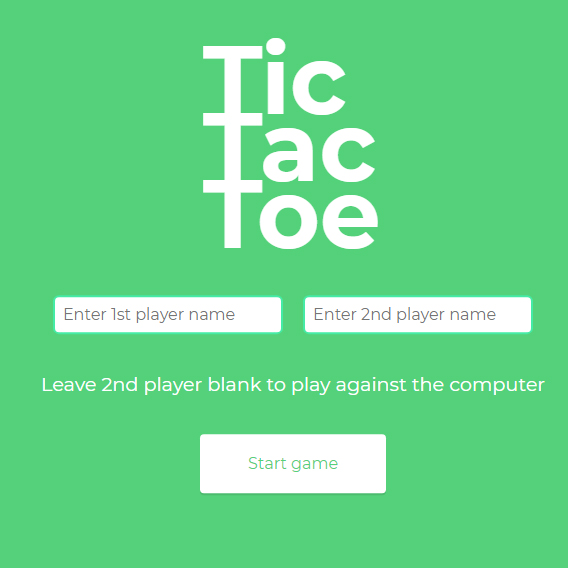 Tic
Tac
Toe
Enter 1st player name
Enter 2nd player name
Leave 2nd player blank to play against the computer
Start game